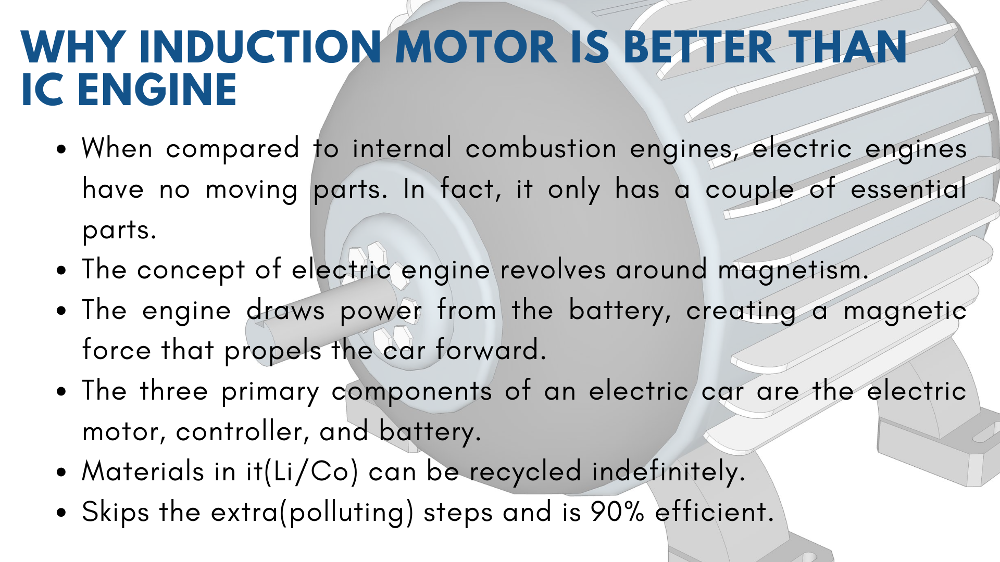 WHY INDUCTION MOTOR IS BETTER THAN
IC ENGINE
• When compared to internal combustion engines, electric engines
have no moving parts. In fact, it only has a couple of essential
parts.
• The concept of electric engine revolves around magnetism.
• The engine draws power from the battery, creating a magnetic
force that propels the car forward.
• The three primary components of an electric car are the electric
motor, controller, and battery.
• Materials in it(Li/Co) can be recycled indefinitely.
• Skips the extra(polluting) steps and is 90% efficient.